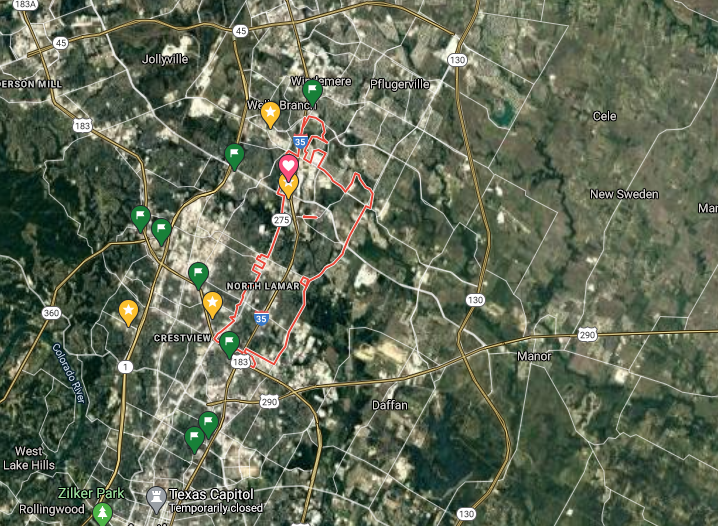 183A
45
45
130
Jollyville
Windemere
Pflugerville
DERSON MILL
Wells Branch
183
Cele
35
New Sweden
Mar
275
NORTH LAMAR
130
360
35
CRESTVIEW
290
Colorado River
183
Manor
1
290
Daffan
West
Lake Hills
Zilker Park
Texas Capitol
Temporarily closed
Rollingwood
130